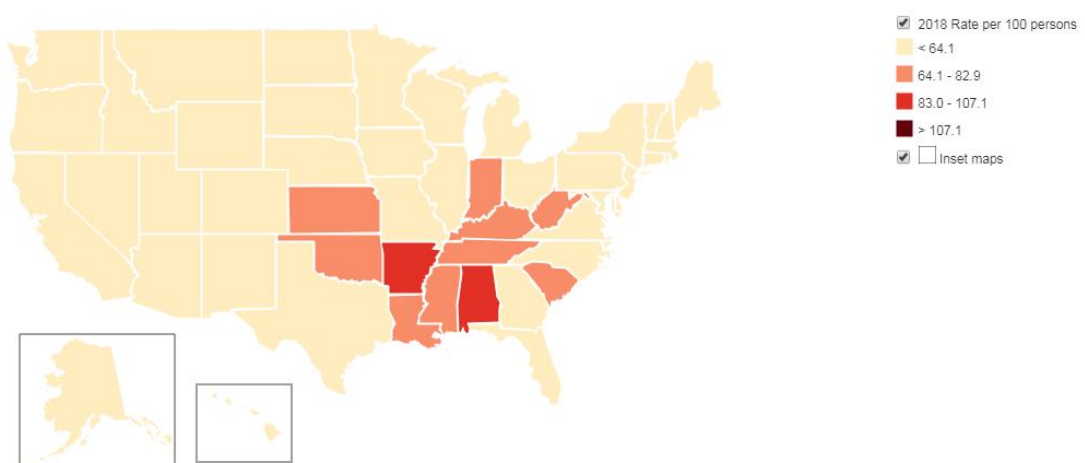 2018 Rate per 100 persons
< 64.1
64.1 - 82.9
83.0 - 107.1
> 107.1
Inset maps